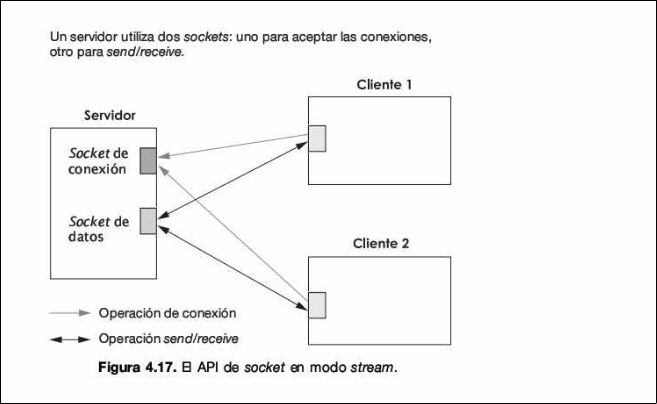 Un servidor utiliza dos sockets: uno para aceptar las conexiones,
otro para send/receive.
Cliente 1
Servidor
Socket de
conexión
Socket de
datos
Cliente 2
Operación de conexión
Operación send/receive
Figura 4.17. El API de socket en modo stream.